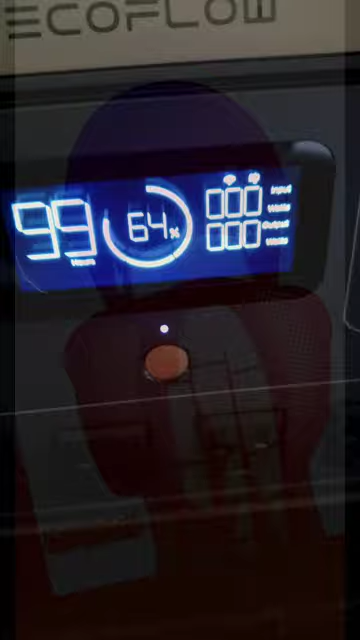 ECOFLOW
99 Hours
64%
000 Input Watts
000 Output Watts